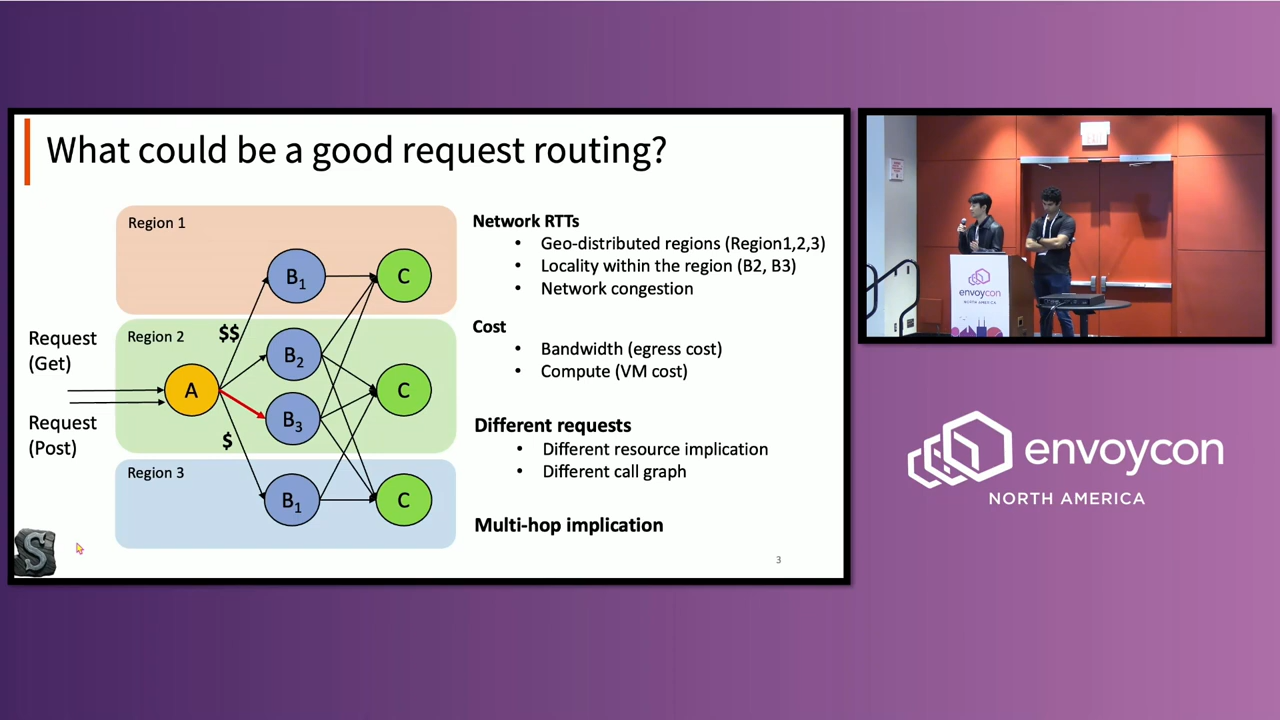 What could be a good request routing?
Region 1
B1
C
Request
(Get)
Request
(Post)
Region 2
$$
A
B2
B3
C
$
Region 3
B1
C
Network RTTs
• Geo-distributed regions (Region1,2,3)
• Locality within the region (B2, B3)
• Network congestion
Cost
• Bandwidth (egress cost)
• Compute (VM cost)
Different requests
• Different resource implication
• Different call graph
Multi-hop implication
S
3
EXIT
envoycon
NORTH AMERICA
envoycon
NORTH AMERICA